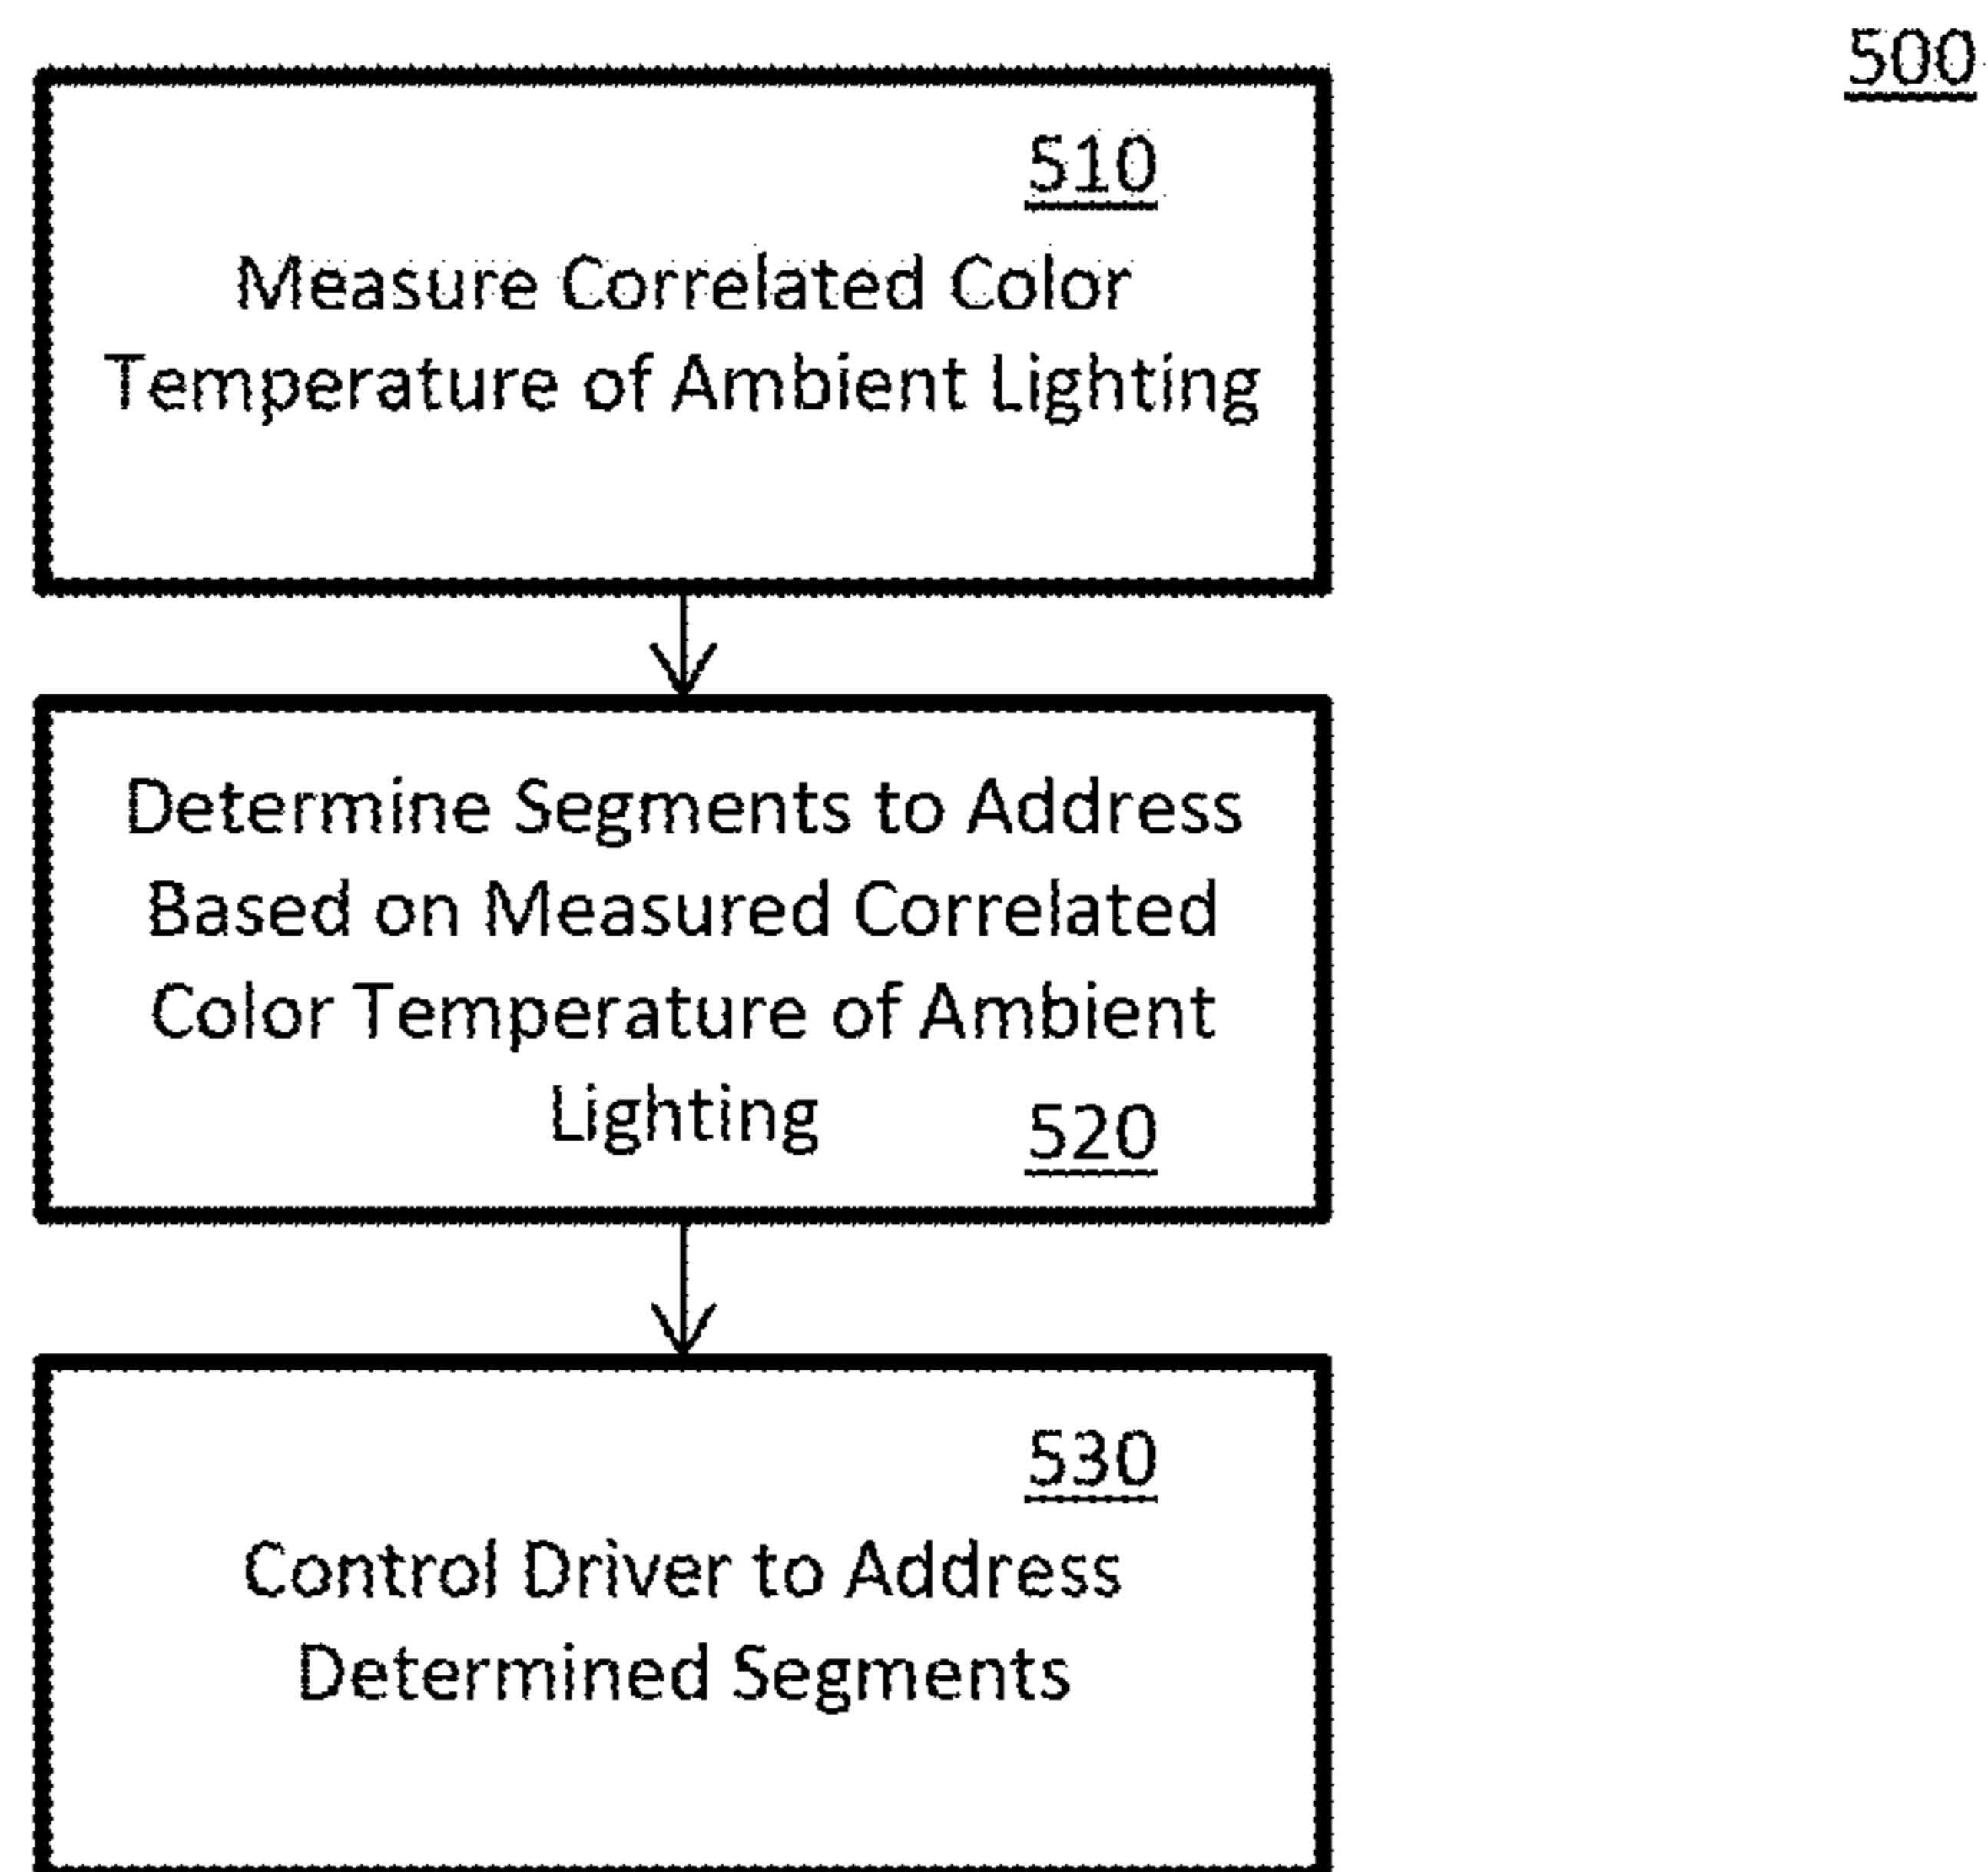 500
510
Measure Correlated Color
Temperature of Ambient Lighting
Determine Segments to Address
Based on Measured Correlated
Color Temperature of Ambient
Lighting 520
530
Control Driver to Address
Determined Segments